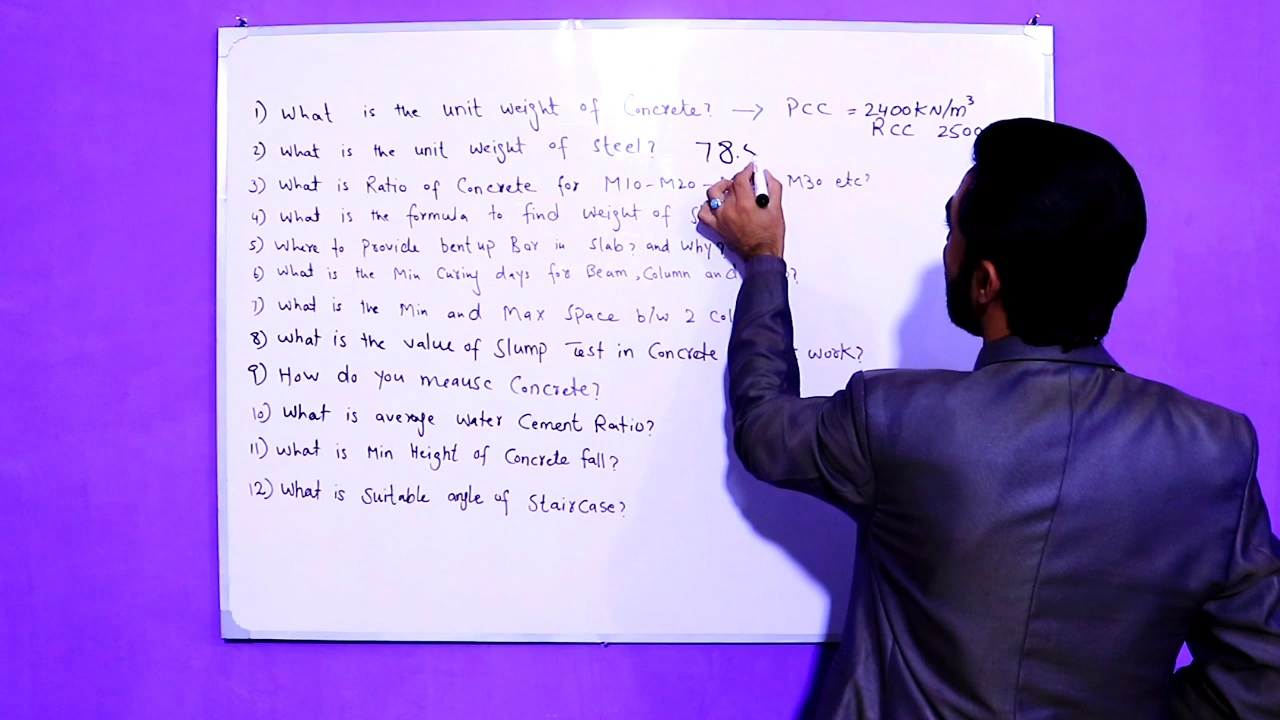 1) What is the unit weight of Concrete? → PCC = 2400KN/m³
RCC 2500
2) What is the unit weight of Steel? 78.
3) What is Ratio of Concrete for M10-M20- M30 etc?
4) What is the formula to find weight of
5) Where to provide bentup Bar in Slab? and Why?
6) What is the Min Curing days for Beam, Column and
7) What is the Min and Max Space b/w 2
8) What is the value of Slump Test in Concrete work?
9) How do you meause Concrete?
10) What is average water Cement Ratio?
11) What is Min Height of Concrete fall?
12) What is Suitable angle of Staircase?